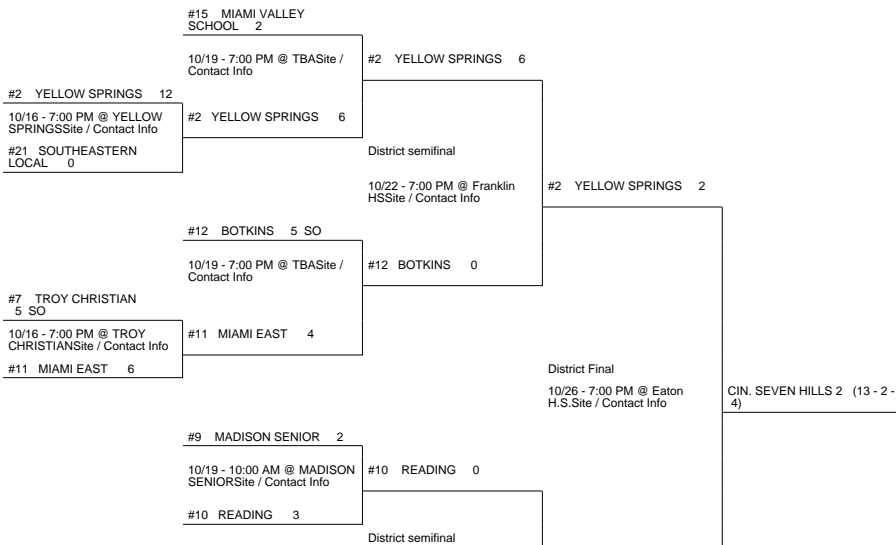 #15 MIAMI VALLEY
SCHOOL 2
10/19 - 7:00 PM @ TBASite /
Contact Info
#2 YELLOW SPRINGS 6
#2 YELLOW SPRINGS 12
10/16 - 7:00 PM @ YELLOW
SPRINGSSite / Contact Info
#2 YELLOW SPRINGS 6
#21 SOUTHEASTERN
LOCAL 0
District semifinal
10/22 - 7:00 PM @ Franklin
HSSite / Contact Info
#2 YELLOW SPRINGS 2
#12 BOTKINS 5 SO
10/19 - 7:00 PM @ TBASite /
Contact Info
#12 BOTKINS 0
#7 TROY CHRISTIAN
5 SO
10/16 - 7:00 PM @ TROY
CHRISTIANSite / Contact Info
#11 MIAMI EAST 4
#11 MIAMI EAST 6
District Final
10/26 - 7:00 PM @ Eaton
H.S.Site / Contact Info
CIN. SEVEN HILLS 2 (13 - 2 -
4)
#9 MADISON SENIOR 2
10/19 - 10:00 AM @ MADISON
SENIORSite / Contact Info
#10 READING 0
#10 READING 3
District semifinal